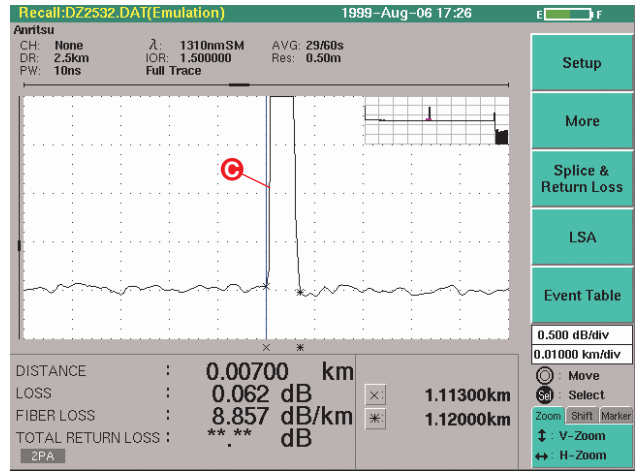 Recall:DZ2532.DAT(Emulation) 1999-Aug-06 17:26 E F
Anritsu
CH: None λ: 1310nmSM AVG: 29/60s
DR: 2.5km IOR: 1.500000 Res: 0.50m
PW: 10ns Full Trace
Setup
More
Splice &
Return Loss
LSA
Event Table
C
× *
0.500 dB/div
0.01000 km/div
: Move
Sel : Select
Zoom Shift Marker
↕ : V-Zoom
↔ : H-Zoom
DISTANCE : 0.00700 km
LOSS : 0.062 dB
FIBER LOSS : 8.857 dB/km
TOTAL RETURN LOSS : **.** dB
2PA
×: 1.11300km
*: 1.12000km